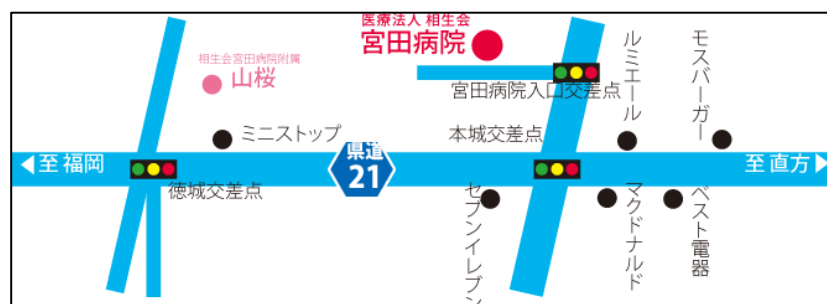 医療法人 相生会
宮田病院
相生会宮田病院附属
山桜
宮田病院入口交差点
ルミエール
モスバーガー
ミニストップ
本城交差点
至 福岡
県道
21
至 直方
徳城交差点
セブンイレブン
マクドナルド
ベスト電器